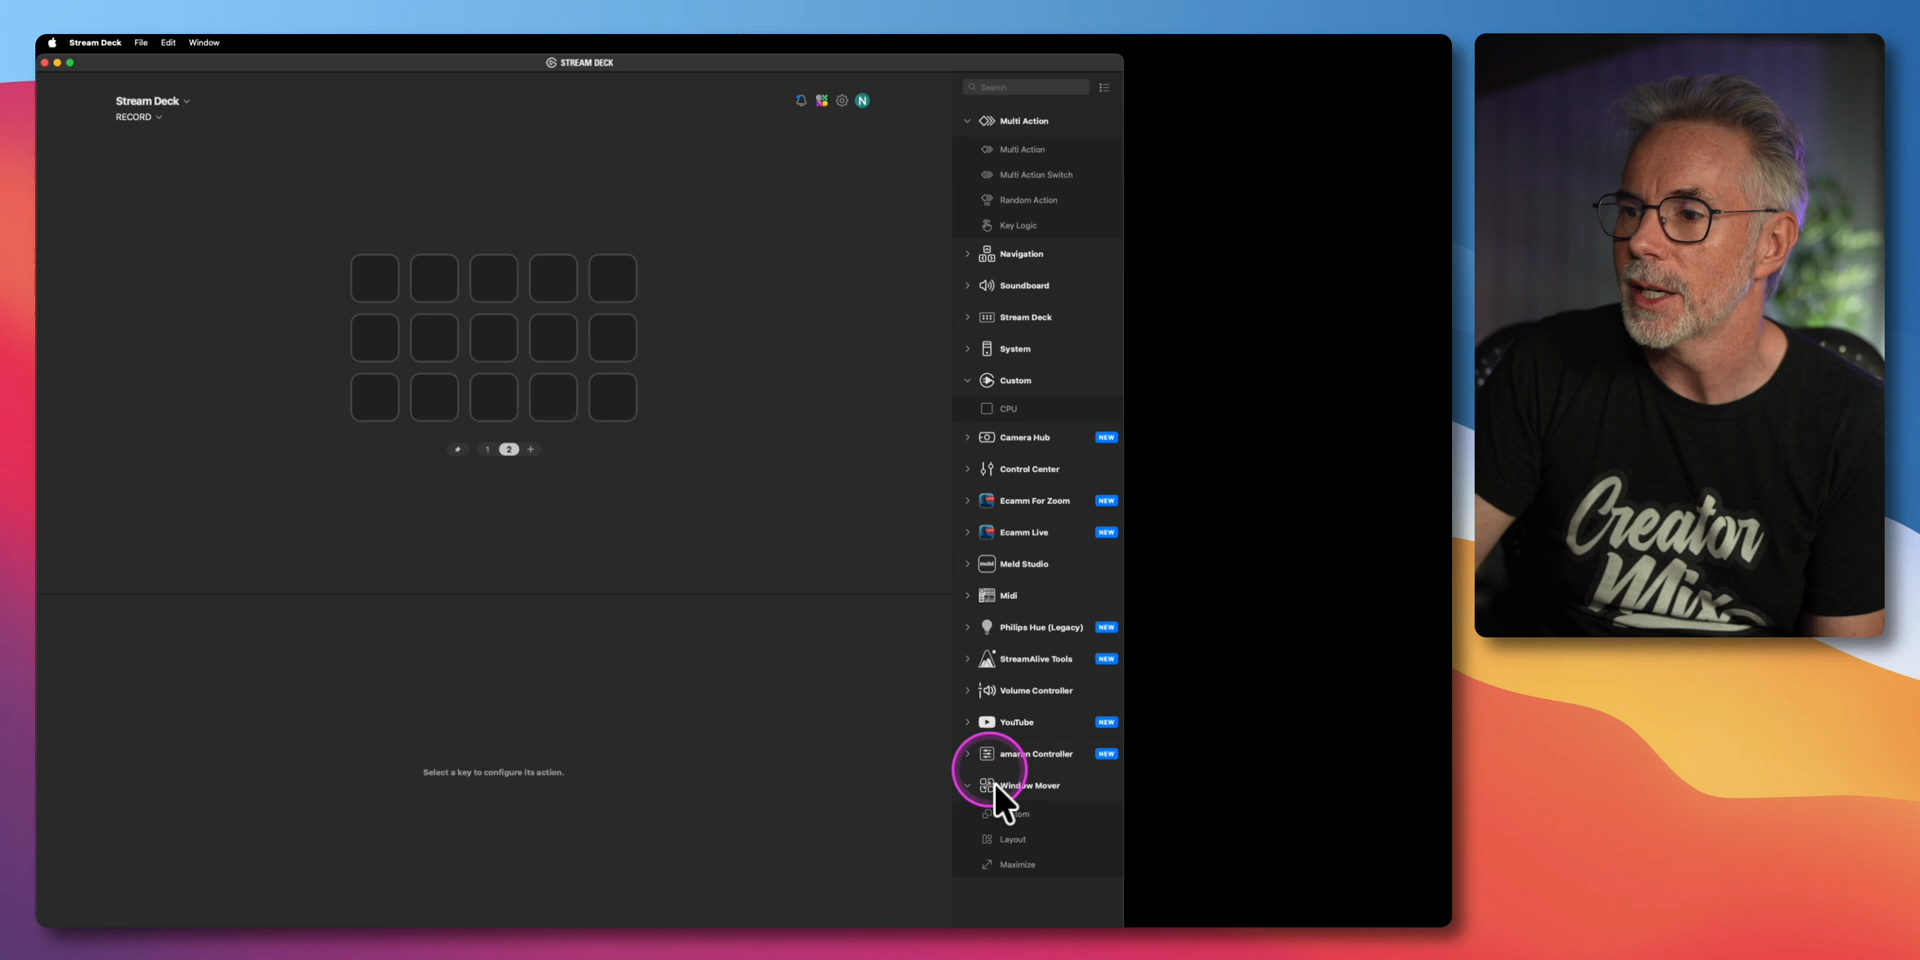 Stream Deck File Edit Window
STREAM DECK
Stream Deck
RECORD
N
1 2 +
Select a key to configure its action.
Search
Multi Action
Multi Action
Multi Action Switch
Random Action
Key Logic
Navigation
Soundboard
Stream Deck
System
Custom
CPU
Camera Hub NEW
Control Center
Ecamm For Zoom NEW
Ecamm Live NEW
Meld Studio
Midi
Philips Hue (Legacy) NEW
StreamAlive Tools NEW
Volume Controller
YouTube NEW
amaran Controller NEW
Window Mover
Layout
Maximize
Creator
Mix